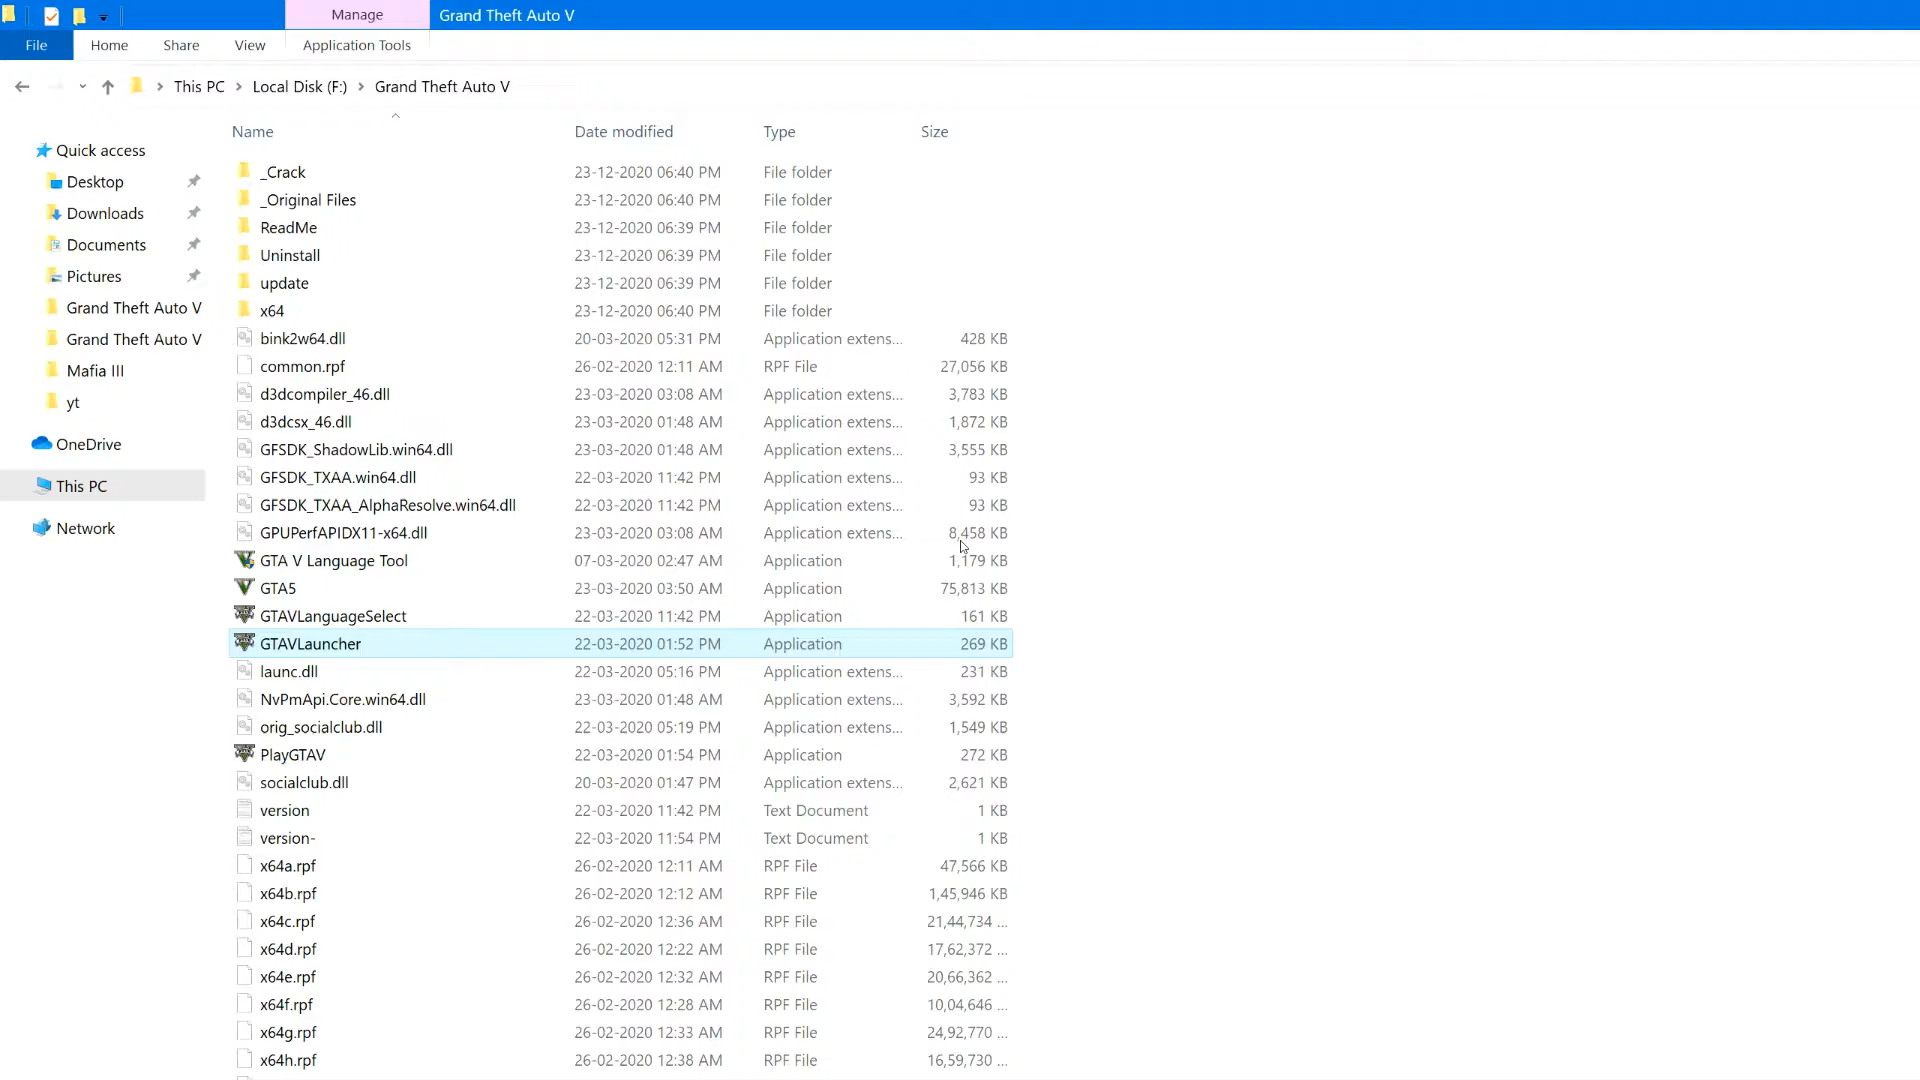 Manage
Grand Theft Auto V
File
Home
Share
View
Application Tools
This PC
Local Disk (F:)
Grand Theft Auto V
Name
Date modified
Type
Size
Quick access
Desktop
Downloads
Documents
Pictures
Grand Theft Auto V
Grand Theft Auto V
Mafia III
yt
OneDrive
This PC
Network
_Crack 23-12-2020 06:40 PM File folder
_Original Files 23-12-2020 06:40 PM File folder
ReadMe 23-12-2020 06:39 PM File folder
Uninstall 23-12-2020 06:39 PM File folder
update 23-12-2020 06:39 PM File folder
x64 23-12-2020 06:40 PM File folder
bink2w64.dll 20-03-2020 05:31 PM Application extens... 428 KB
common.rpf 26-02-2020 12:11 AM RPF File 27,056 KB
d3dcompiler_46.dll 23-03-2020 03:08 AM Application extens... 3,783 KB
d3dcsx_46.dll 23-03-2020 01:48 AM Application extens... 1,872 KB
GFSDK_ShadowLib.win64.dll 23-03-2020 01:48 AM Application extens... 3,555 KB
GFSDK_TXAA.win64.dll 22-03-2020 11:42 PM Application extens... 93 KB
GFSDK_TXAA_AlphaResolve.win64.dll 22-03-2020 11:42 PM Application extens... 93 KB
GPUPerfAPIDX11-x64.dll 23-03-2020 03:08 AM Application extens... 8,458 KB
GTA V Language Tool 07-03-2020 02:47 AM Application 1,179 KB
GTA5 23-03-2020 03:50 AM Application 75,813 KB
GTAVLanguageSelect 22-03-2020 11:42 PM Application 161 KB
GTAVLauncher 22-03-2020 01:52 PM Application 269 KB
launc.dll 22-03-2020 05:16 PM Application extens... 231 KB
NvPmApi.Core.win64.dll 23-03-2020 01:48 AM Application extens... 3,592 KB
orig_socialclub.dll 22-03-2020 05:19 PM Application extens... 1,549 KB
PlayGTAV 22-03-2020 01:54 PM Application 272 KB
socialclub.dll 20-03-2020 01:47 PM Application extens... 2,621 KB
version 22-03-2020 11:42 PM Text Document 1 KB
version- 22-03-2020 11:54 PM Text Document 1 KB
x64a.rpf 26-02-2020 12:11 AM RPF File 47,566 KB
x64b.rpf 26-02-2020 12:12 AM RPF File 1,45,946 KB
x64c.rpf 26-02-2020 12:36 AM RPF File 21,44,734 ...
x64d.rpf 26-02-2020 12:22 AM RPF File 17,62,372 ...
x64e.rpf 26-02-2020 12:32 AM RPF File 20,66,362 ...
x64f.rpf 26-02-2020 12:28 AM RPF File 10,04,646 ...
x64g.rpf 26-02-2020 12:33 AM RPF File 24,92,770 ...
x64h.rpf 26-02-2020 12:38 AM RPF File 16,59,730 ...